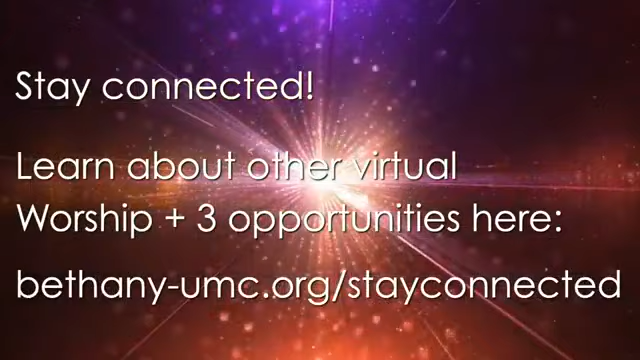 Stay connected!
Learn about other virtual
Worship + 3 opportunities here:
bethany-umc.org/stayconnected